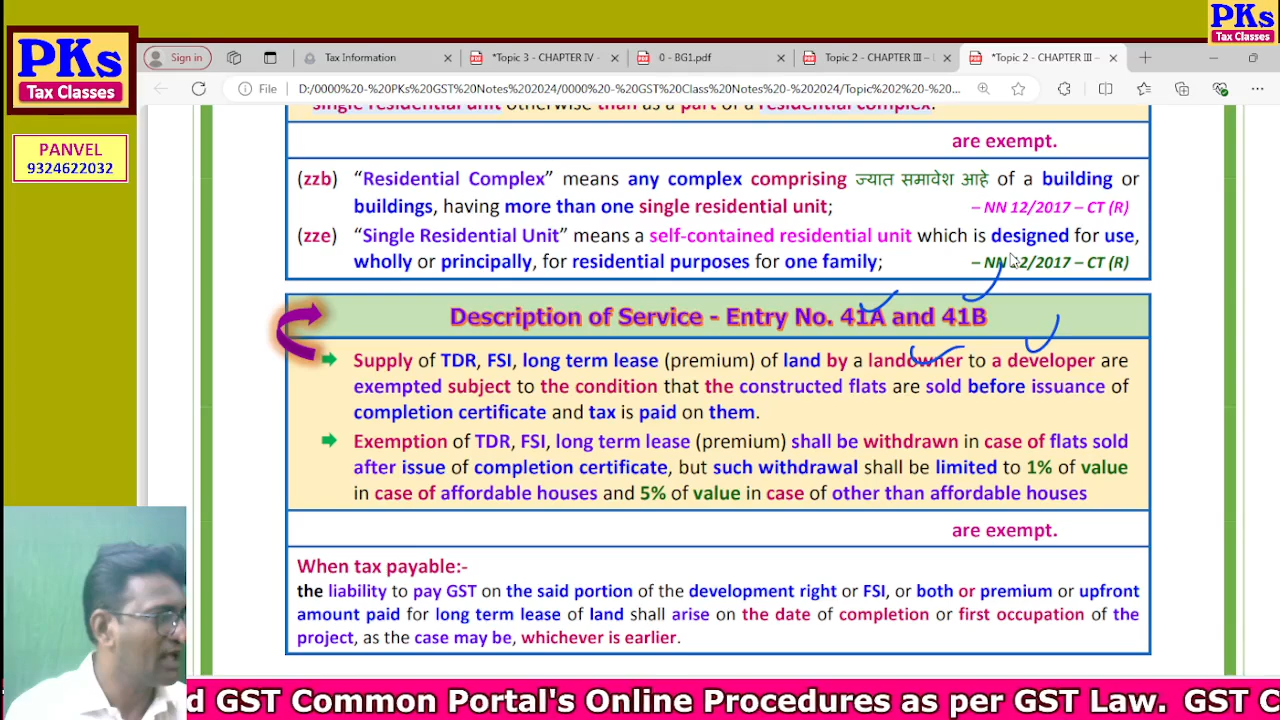 PKs
Tax Classes
PANVEL
9324622032
PKs
Tax Classes
Sign in
Tax Information
*Topic 3 - CHAPTER IV -
0 - BG1.pdf
Topic 2 - CHAPTER III – L
*Topic 2 - CHAPTER III –
File
D:/0000%20-%20PKs%20GST%20Notes%202024/0000%20-%20GST%20Class%20Notes%202024/Topic%202%20-%20...
single residential unit otherwise than as a part of a residential complex.
are exempt.
(zzb) “Residential Complex” means any complex comprising ज्यात समावेश आहे of a building or
buildings, having more than one single residential unit; – NN 12/2017 – CT (R)
(zze) “Single Residential Unit” means a self-contained residential unit which is designed for use,
wholly or principally, for residential purposes for one family; – NN 12/2017 – CT (R)
Description of Service - Entry No. 41A and 41B
Supply of TDR, FSI, long term lease (premium) of land by a landowner to a developer are
exempted subject to the condition that the constructed flats are sold before issuance of
completion certificate and tax is paid on them.
Exemption of TDR, FSI, long term lease (premium) shall be withdrawn in case of flats sold
after issue of completion certificate, but such withdrawal shall be limited to 1% of value
in case of affordable houses and 5% of value in case of other than affordable houses
are exempt.
When tax payable:-
the liability to pay GST on the said portion of the development right or FSI, or both or premium or upfront
amount paid for long term lease of land shall arise on the date of completion or first occupation of the
project, as the case may be, whichever is earlier.
d GST Common Portal's Online Procedures as per GST Law. GST C